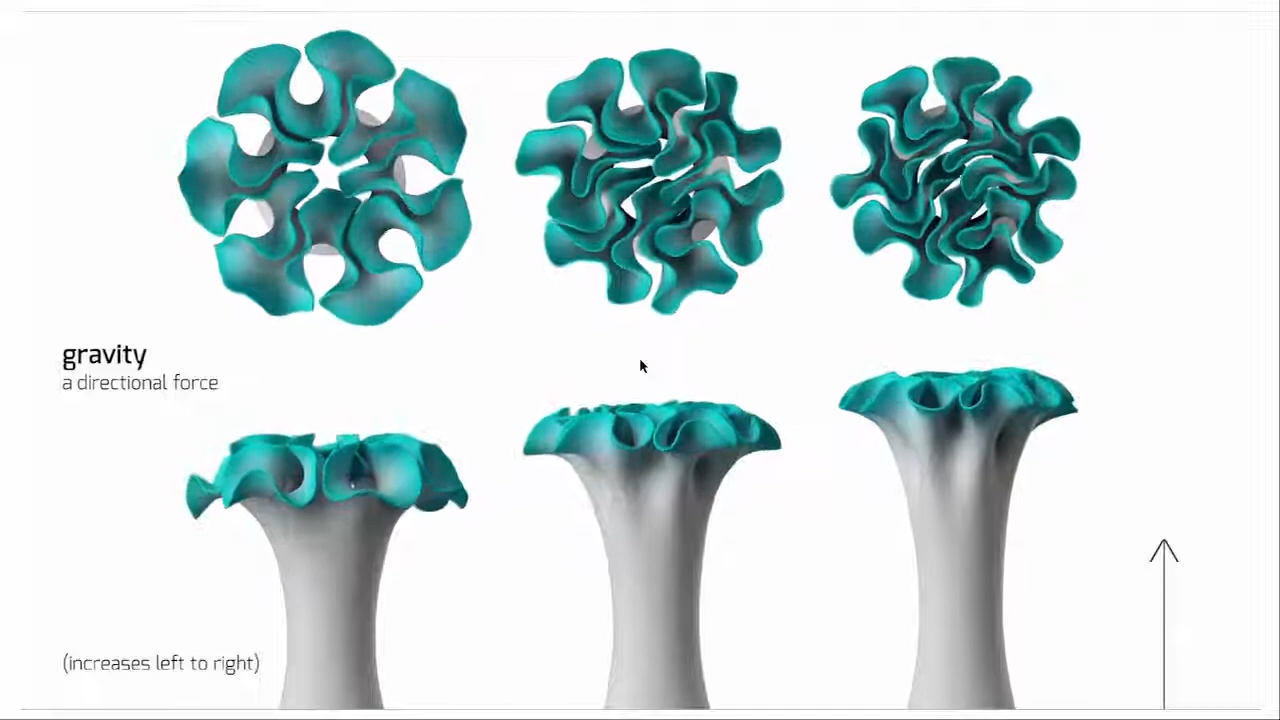 gravity
a directional force
(increases left to right)